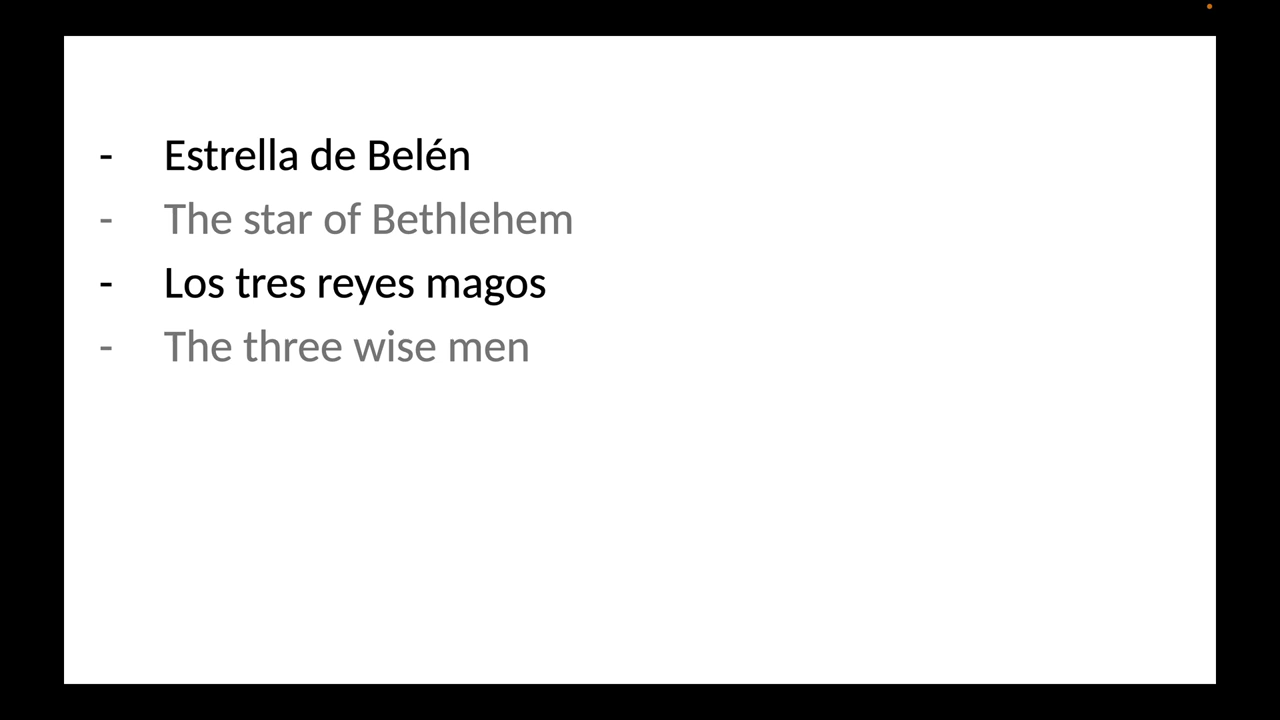 - Estrella de Belén
- The star of Bethlehem
- Los tres reyes magos
- The three wise men